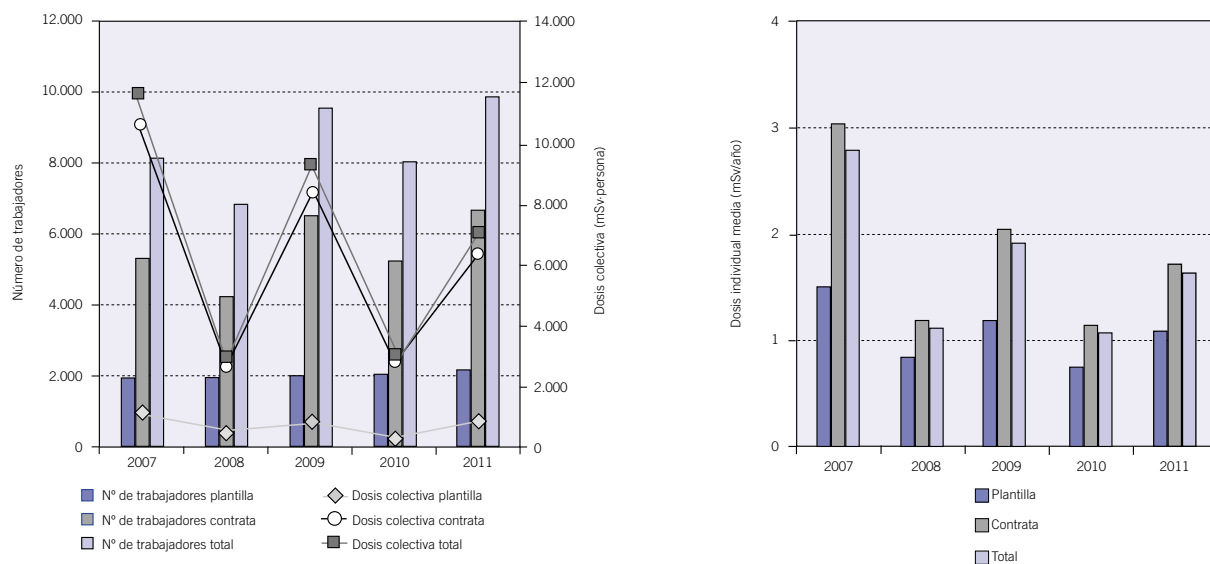 12.000
10.000
8.000
6.000
4.000
2.000
0
Número de trabajadores
14.000
12.000
10.000
8.000
6.000
4.000
2.000
0
Dosis colectiva (mSv·persona)
2007 2008 2009 2010 2011
Nº de trabajadores plantilla
Nº de trabajadores contrata
Nº de trabajadores total
Dosis colectiva plantilla
Dosis colectiva contrata
Dosis colectiva total
4
3
2
1
0
Dosis individual media (mSv/año)
2007 2008 2009 2010 2011
Plantilla
Contrata
Total